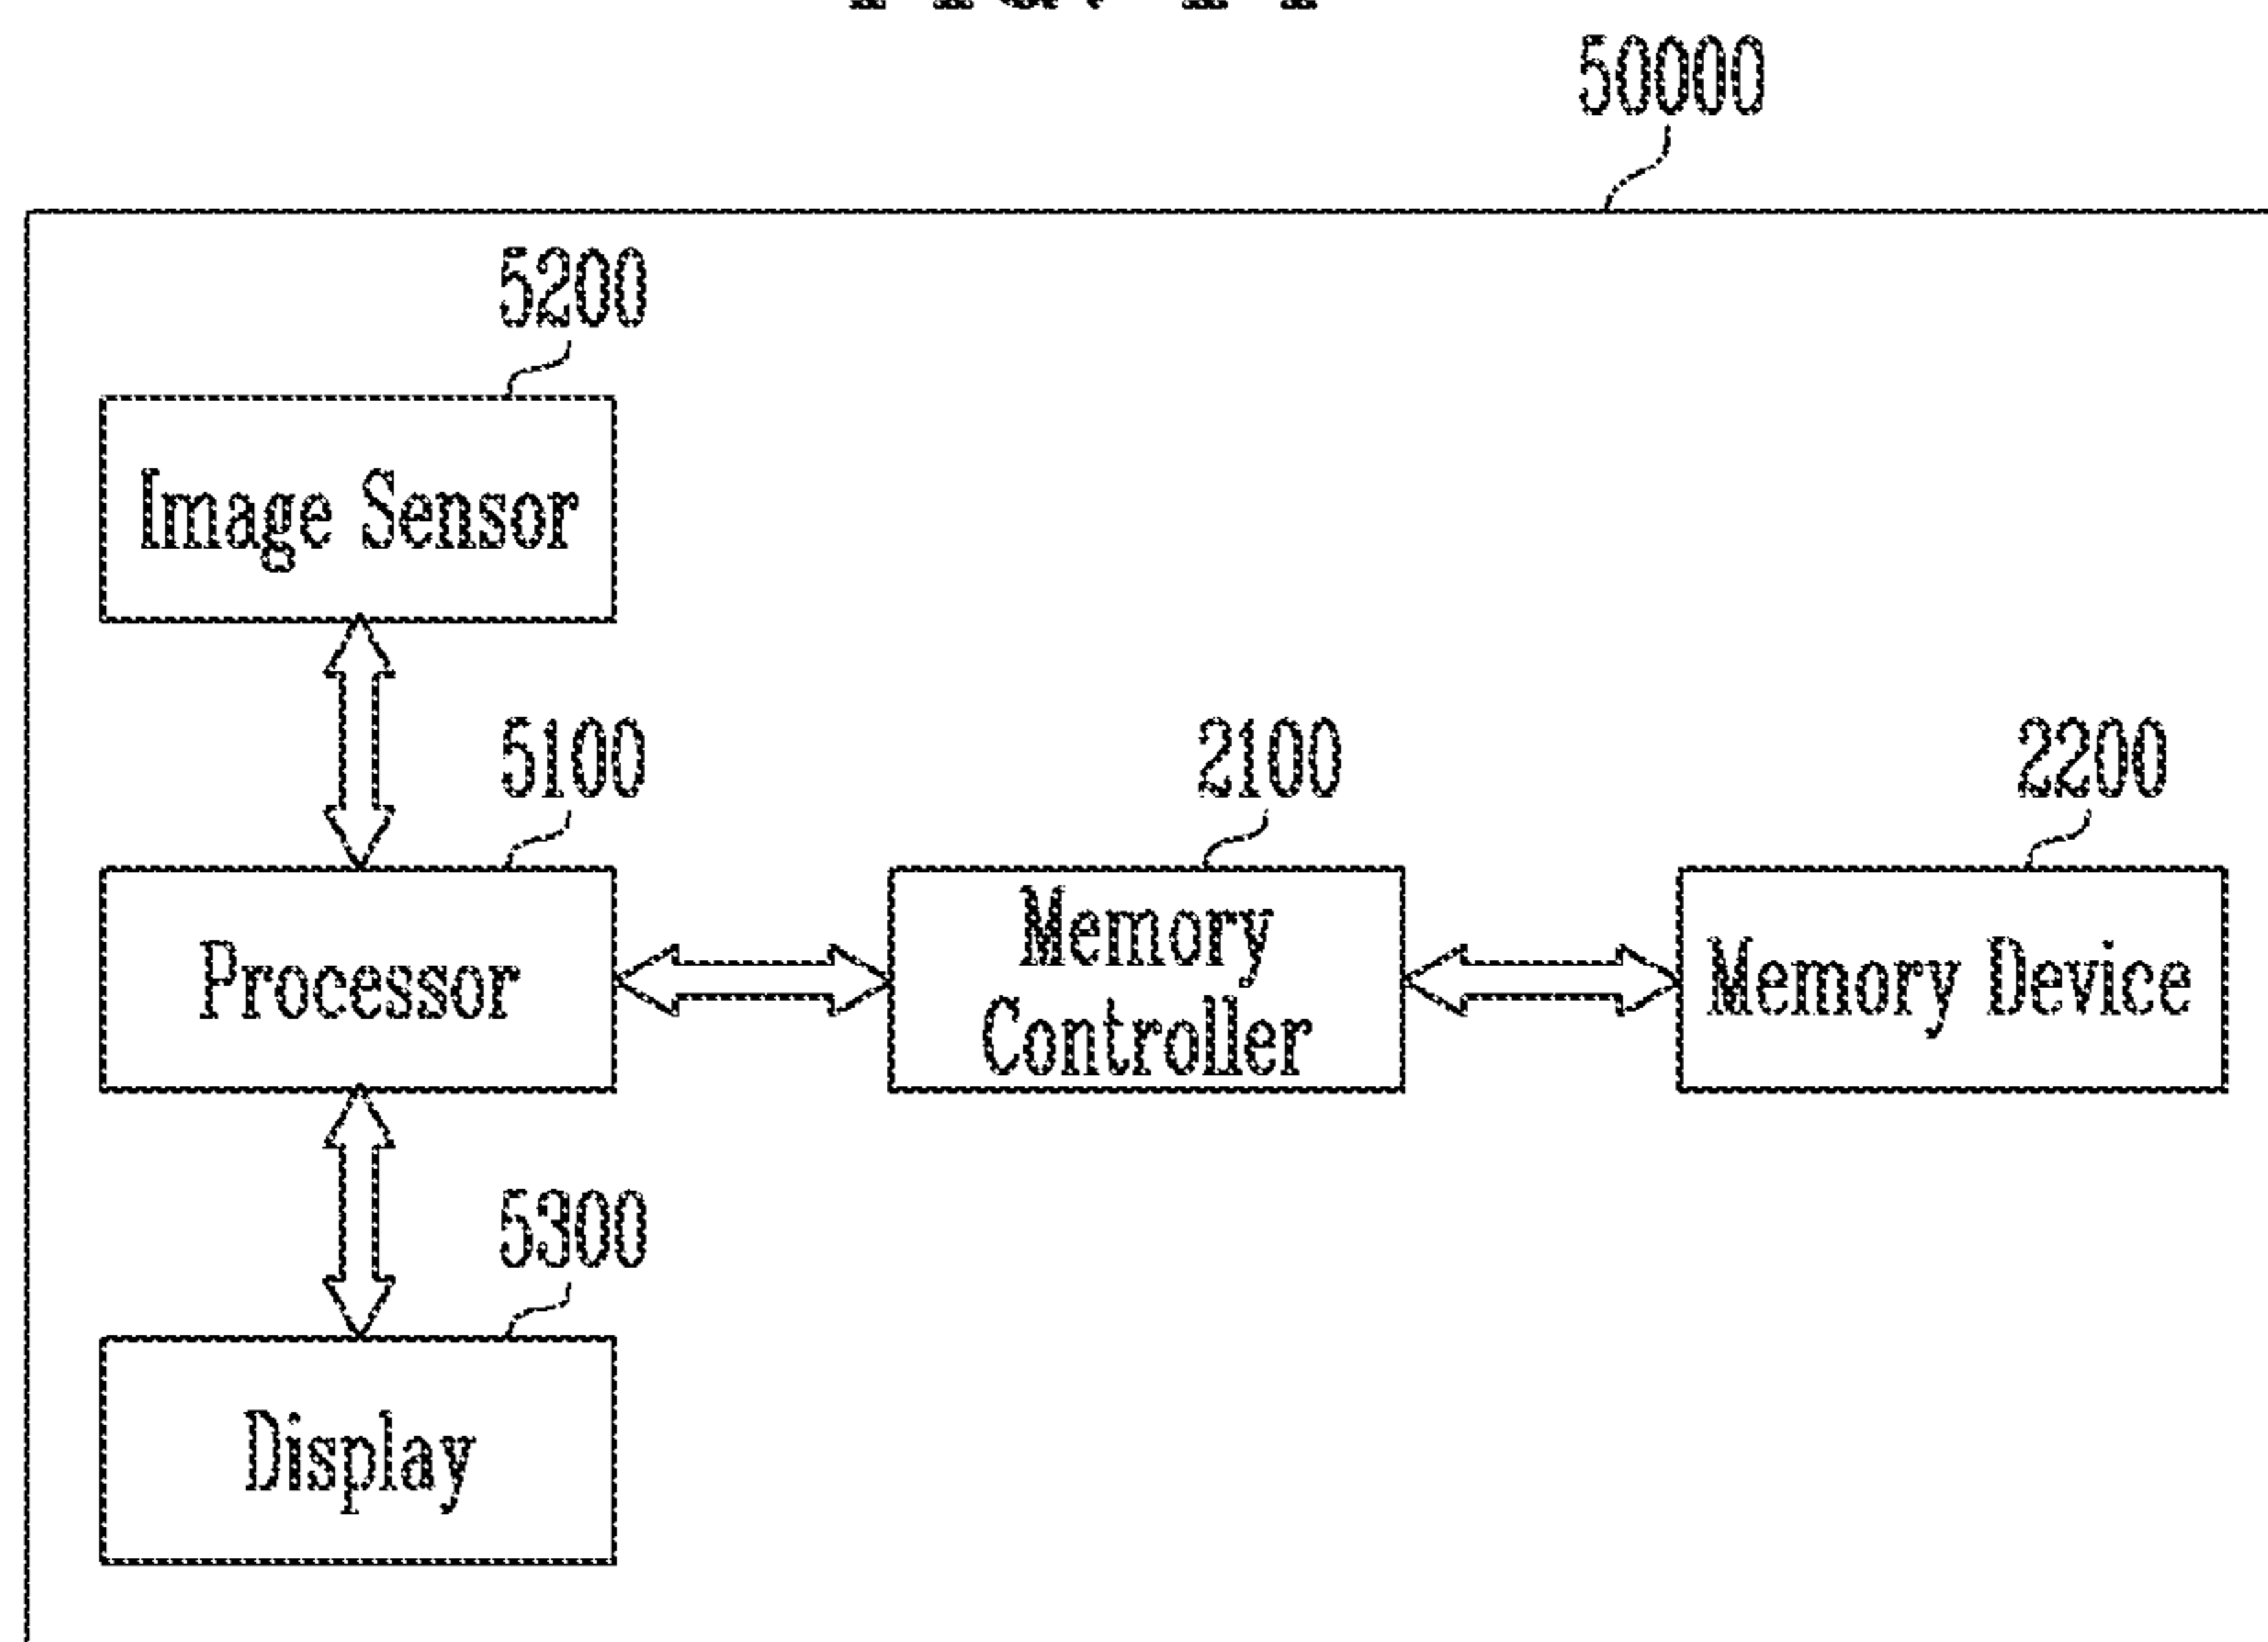 50000
5200
Image Sensor
5100
2100
2200
Processor
Memory
Controller
Memory Device
5300
Display